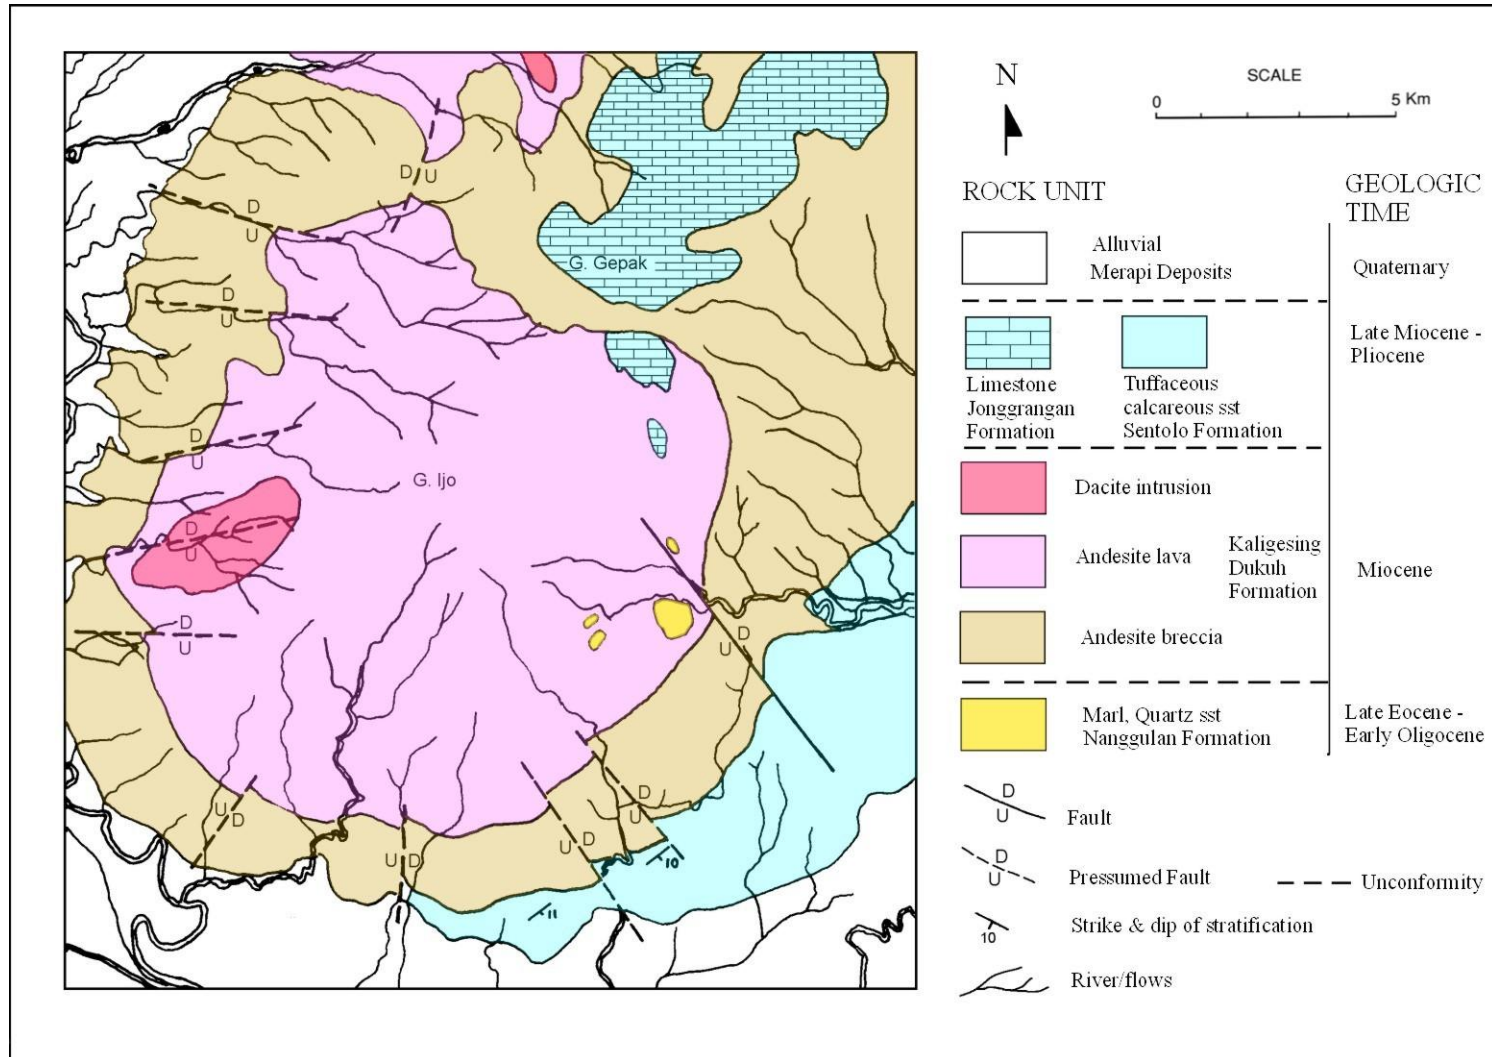 N
SCALE
0 5 Km
ROCK UNIT
GEOLOGIC
TIME
Alluvial
Merapi Deposits
Quaternary
Limestone
Jonggrangan
Formation
Tuffaceous
calcareous sst
Sentolo Formation
Late Miocene -
Pliocene
Dacite intrusion
Andesite lava
Kaligesing
Dukuh
Formation
Miocene
Andesite breccia
Marl, Quartz sst
Nanggulan Formation
Late Eocene -
Early Oligocene
D
U
Fault
D
U
Pressumed Fault
Unconformity
10
Strike & dip of stratification
River/flows
D U
D
U
G. Gepak
D
U
D
U
G. Ijo
D
U
D
U
U D
U D
U D
U D
D
U
10
11